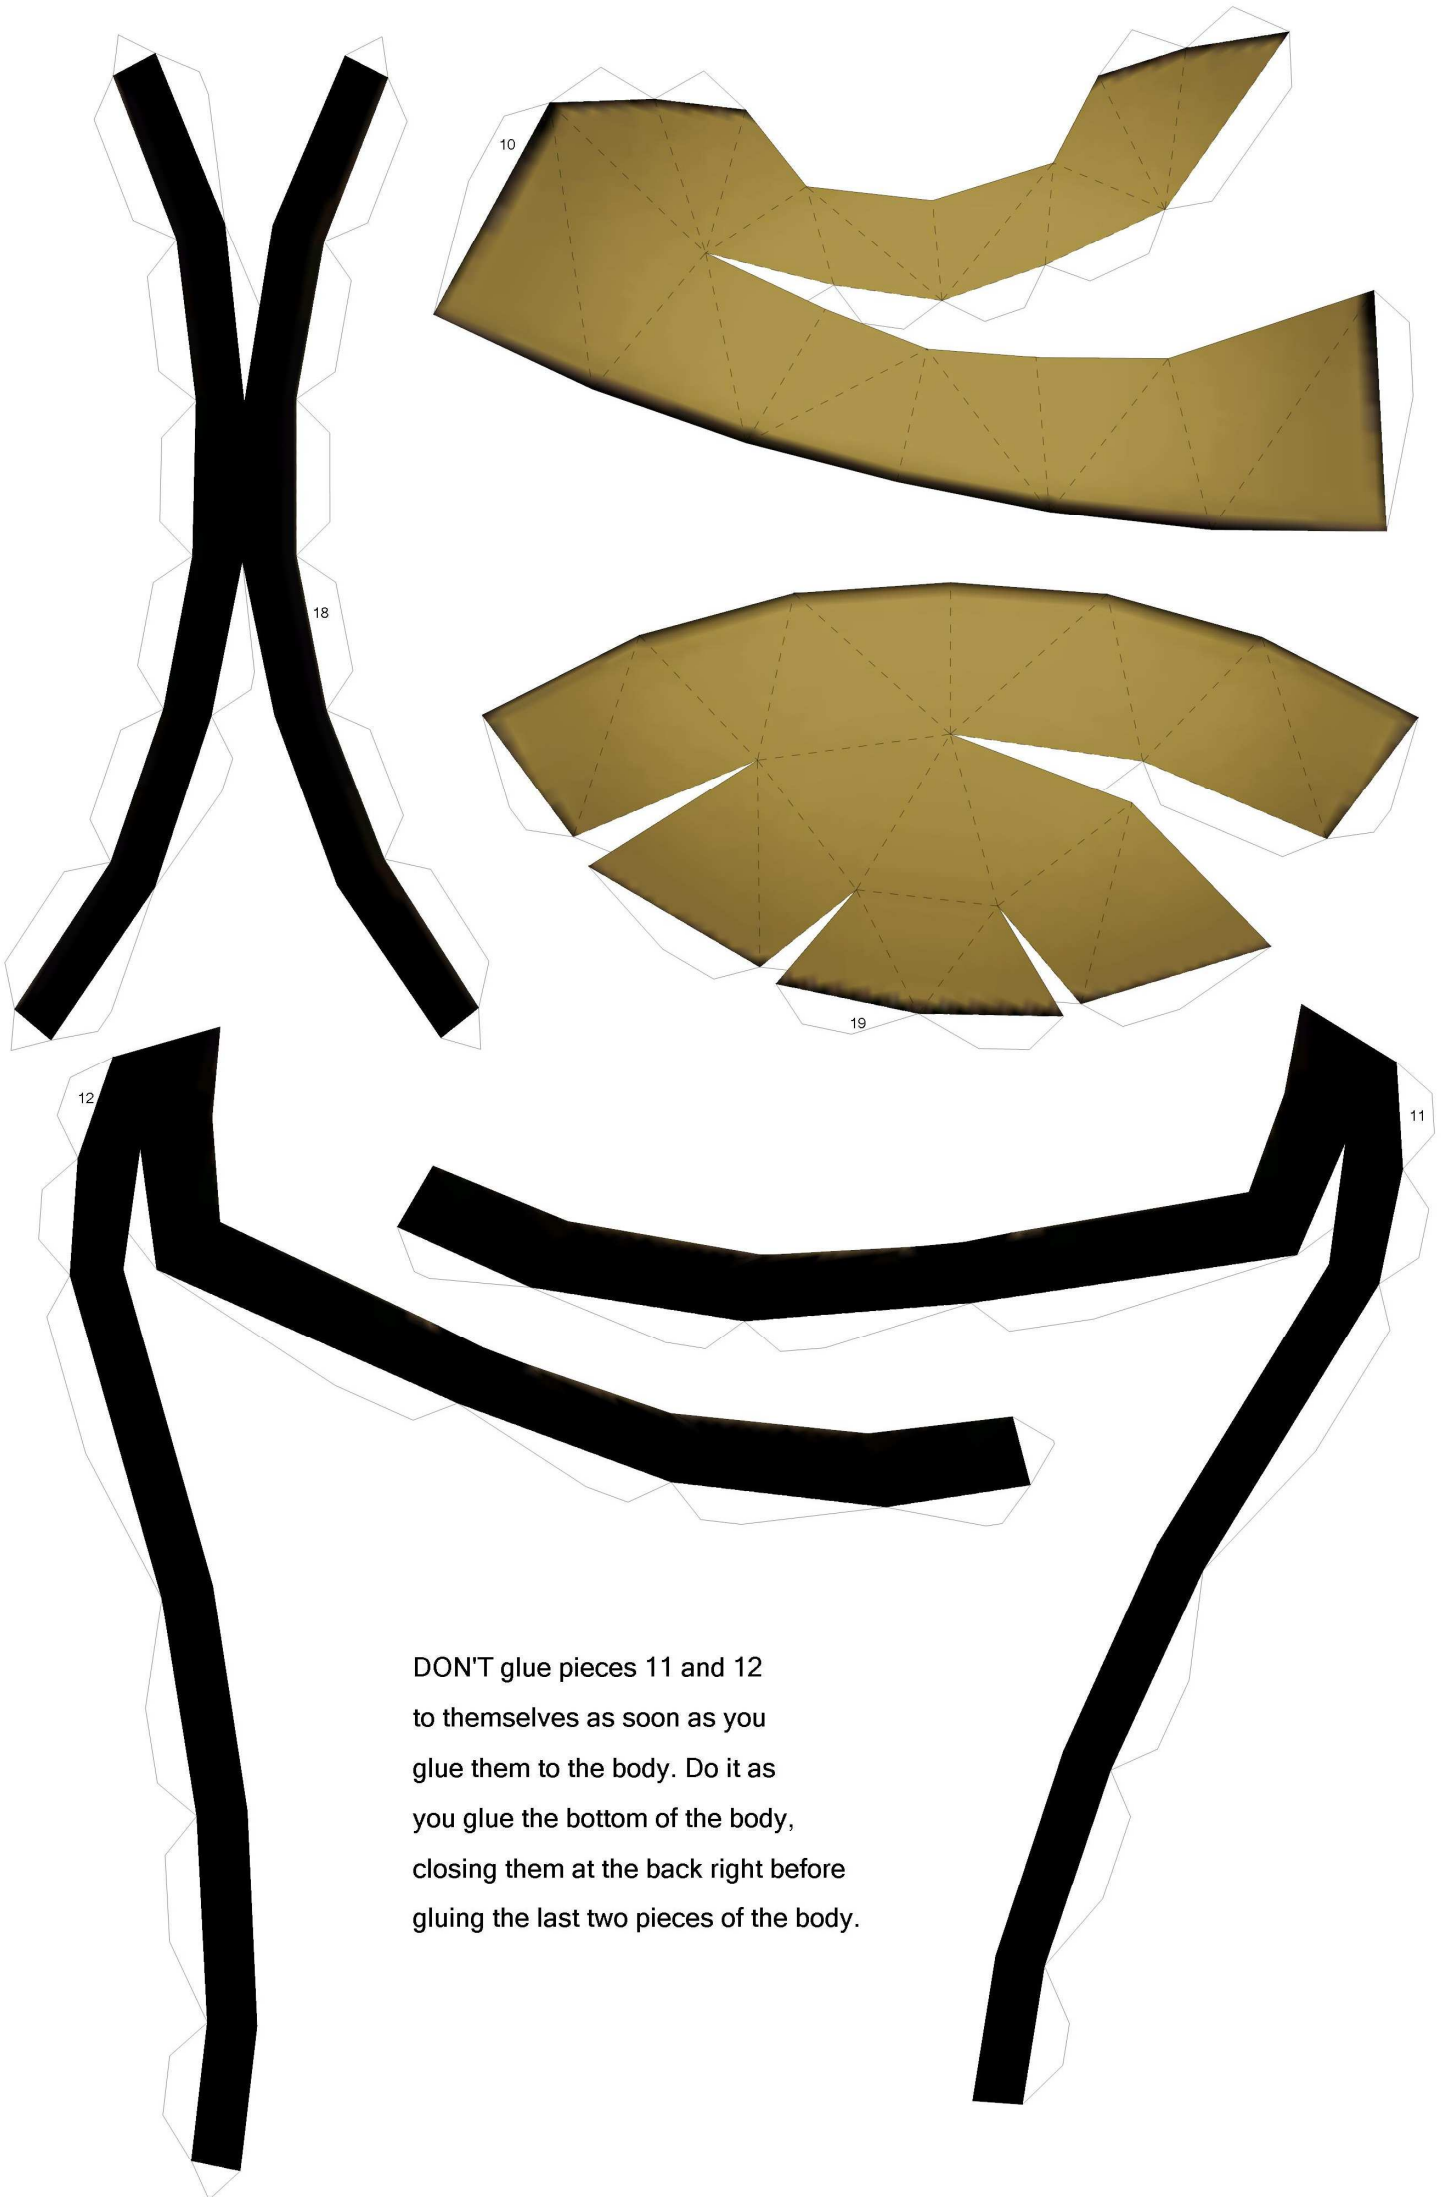 10
18
19
12
11
DON'T glue pieces 11 and 12
to themselves as soon as you
glue them to the body. Do it as
you glue the bottom of the body,
closing them at the back right before
gluing the last two pieces of the body.